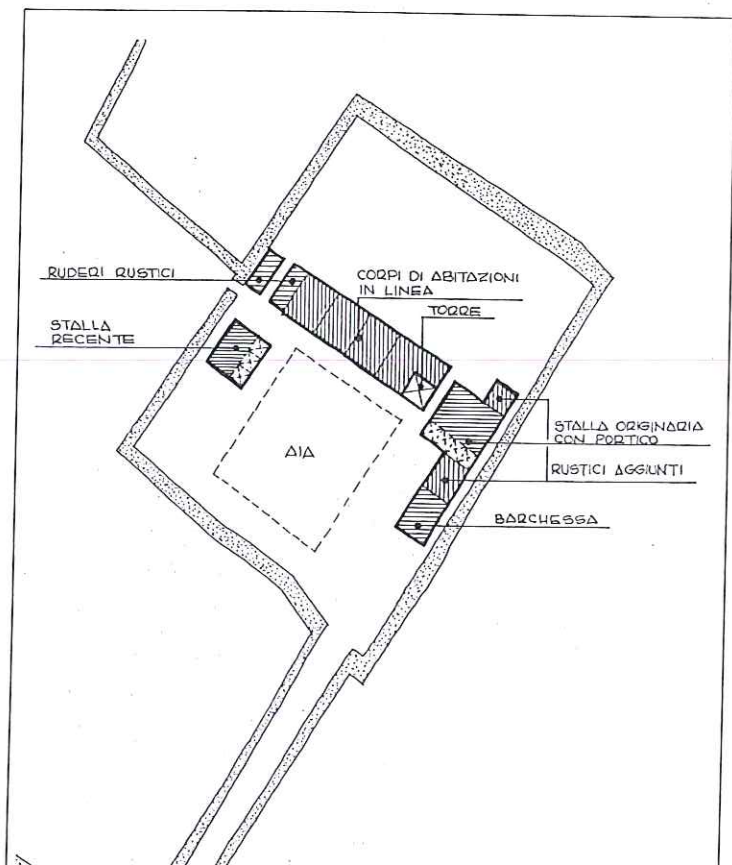 RUDERI RUSTICI
CORPI DI ABITAZIONI
IN LINEA
TORRE
STALLA
RECENTE
AIA
STALLA ORIGINARIA
CON PORTICO
RUSTICI AGGIUNTI
BARCHESSA